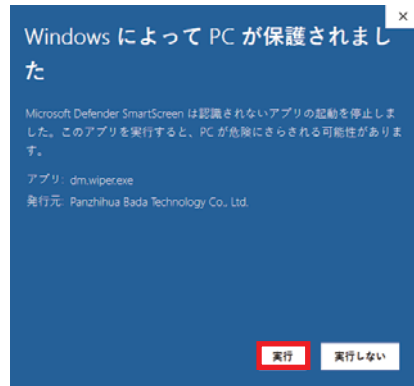 Windows によって PC が保護されまし
た
Microsoft Defender SmartScreen は認識されないアプリの起動を停止しま
した。このアプリを実行すると、PC が危険にさらされる可能性がありま
す。
アプリ: dm.wiper.exe
発行元: Panzhihua Bada Technology Co., Ltd.
実行 実行しない